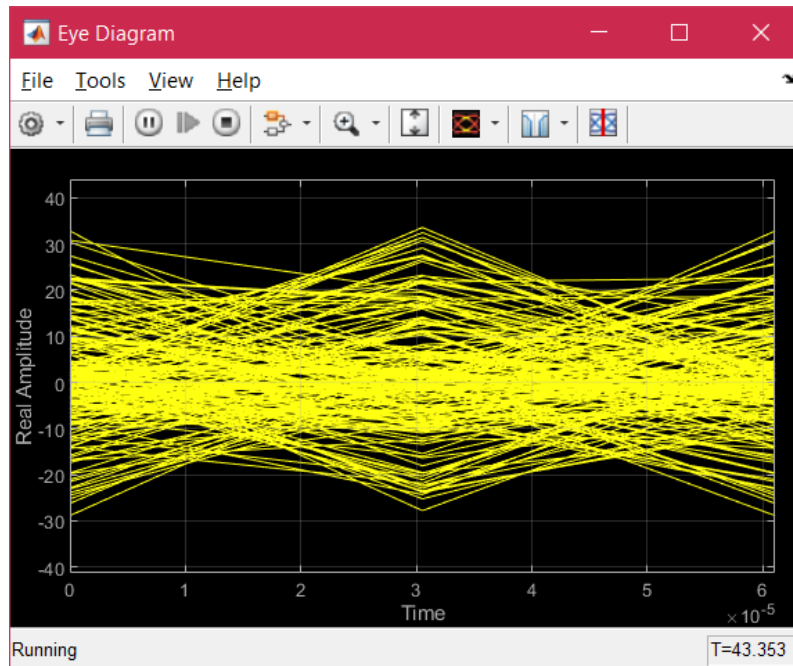 Eye Diagram
File Tools View Help
40
30
20
10
0
-10
-20
-30
-40
Real Amplitude
0 1 2 3 4 5 6
Time
× 10^-5
Running T=43.353